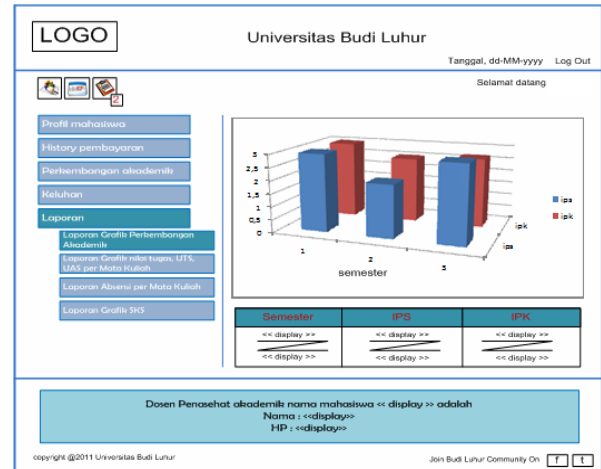 LOGO
Universitas Budi Luhur
Tanggal, dd-MM-yyyy Log Out
Selamat datang
2
Profil mahasiswa
History pembayaran
Perkembangan akademik
Keluhan
Laporan
Laporan Grafik Perkembangan
Akademik
Laporan Grafik nilai tugas, UTS,
UAS per Mata Kuliah
Laporan Absensi per Mata Kuliah
Laporan Grafik SKS
3
2,5
2
1,5
1
0,5
0
1
2
3
semester
ips
ipk
ips
ipk
Semester IPS IPK
<< display >> << display >> << display >>
<< display >> << display >> << display >>
Dosen Penasehat akademik nama mahasiswa << display >> adalah
Nama : <<display>>
HP : <<display>>
copyright @2011 Universitas Budi Luhur
Join Budi Luhur Community On f t